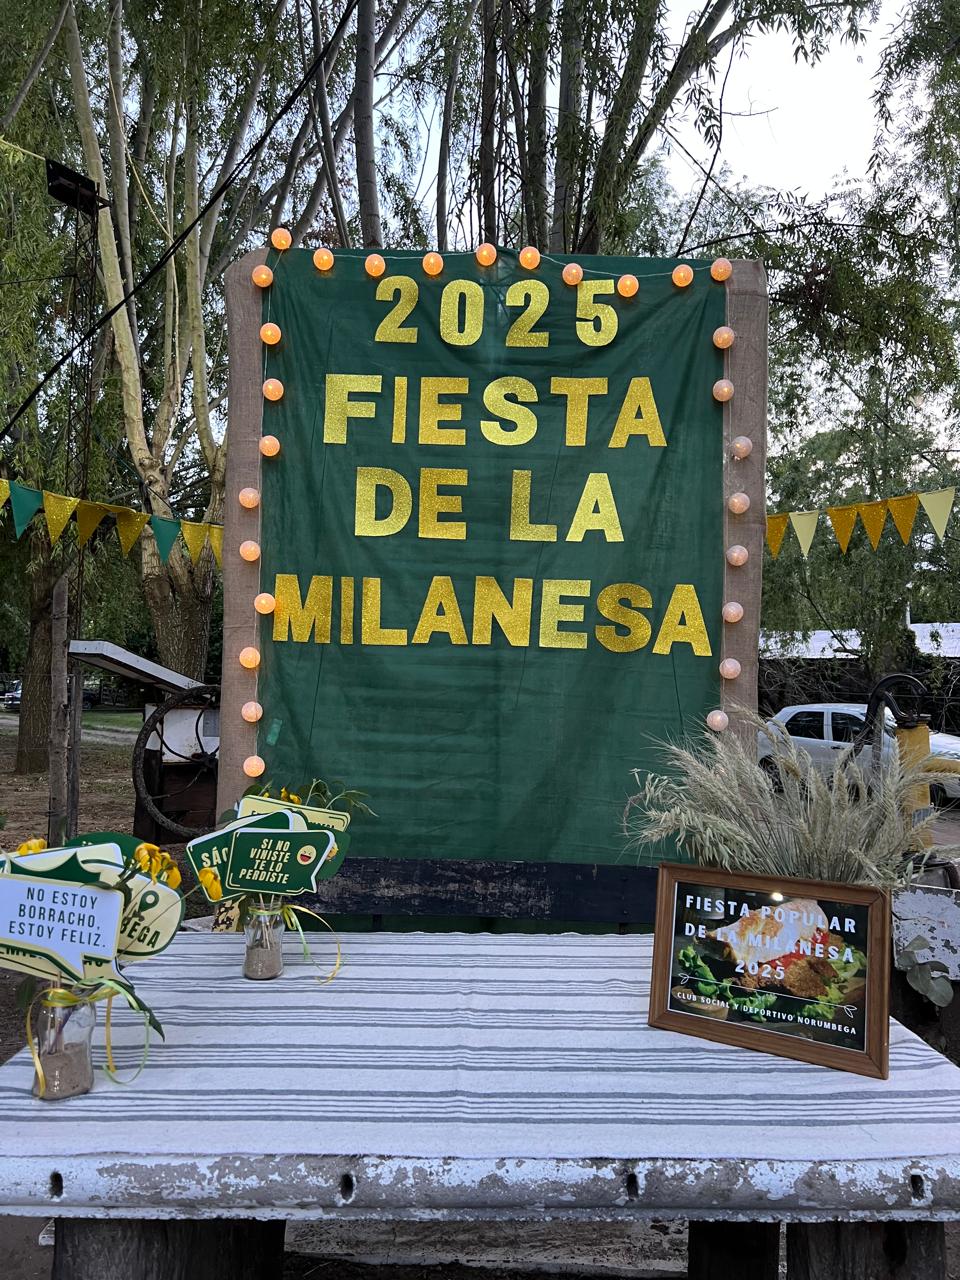 2025
FIESTA
DE LA
MILANESA
SI NO
VINISTE
TE LO
PERDISTE
NO ESTOY
BORRACHO,
ESTOY FELIZ.
FIESTA POPULAR
DE LA MILANESA
2025
CLUB SOCIAL Y DEPORTIVO NORUMBEGA